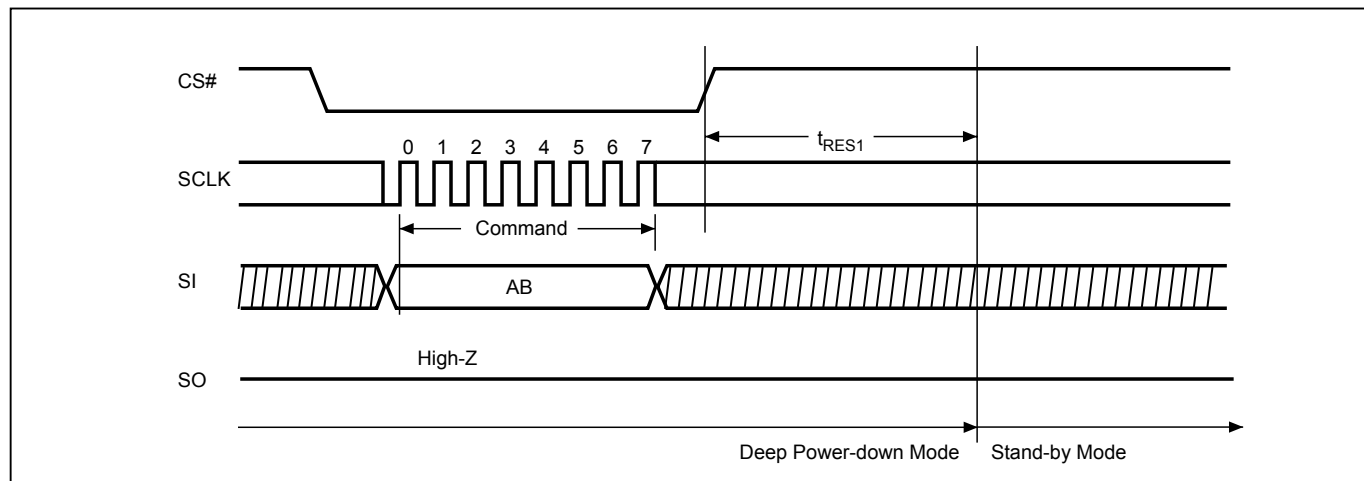 CS#
tRES1
0 1 2 3 4 5 6 7
SCLK
Command
SI
AB
High-Z
SO
Deep Power-down Mode
Stand-by Mode